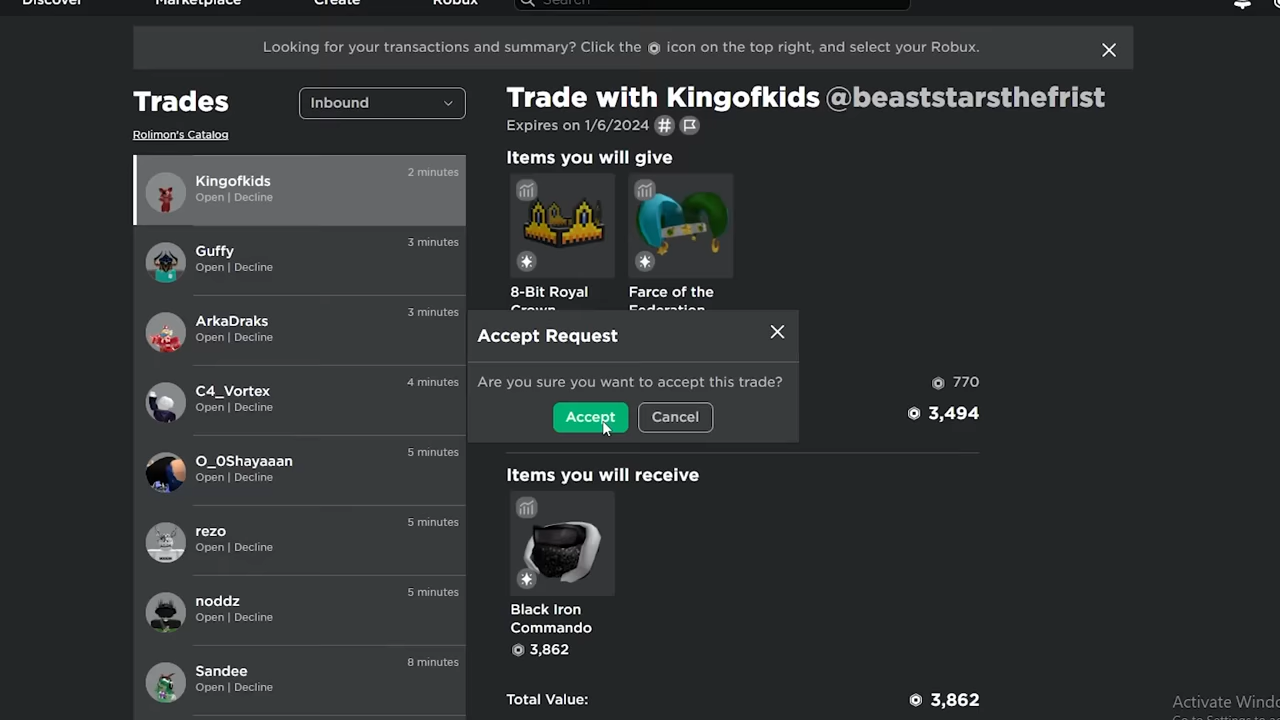 Discover Marketplace Create Robux Search
Looking for your transactions and summary? Click the icon on the top right, and select your Robux.
Trades
Inbound
Rolimon's Catalog
Kingofkids
2 minutes
Open | Decline
Guffy
3 minutes
Open | Decline
ArkaDraks
3 minutes
Open | Decline
C4_Vortex
4 minutes
Open | Decline
O_0Shayaaan
5 minutes
Open | Decline
rezo
5 minutes
Open | Decline
noddz
5 minutes
Open | Decline
Sandee
8 minutes
Open | Decline
Trade with Kingofkids @beaststarsthefrist
Expires on 1/6/2024 #
Items you will give
8-Bit Royal
Crown
Farce of the
Federation
770
3,494
Accept Request
Are you sure you want to accept this trade?
Accept
Cancel
Items you will receive
Black Iron
Commando
3,862
Total Value: 3,862